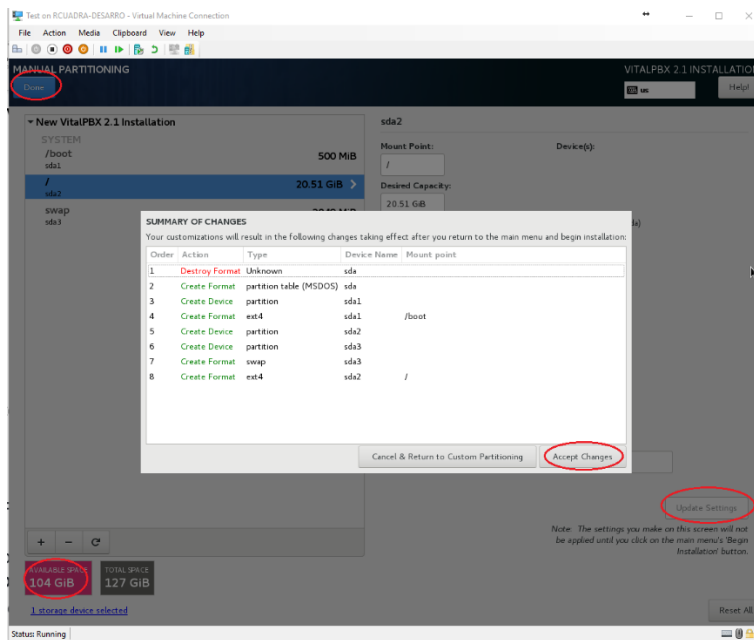 Test on RCUADRA-DESARRO - Virtual Machine Connection
File Action Media Clipboard View Help
MANUAL PARTITIONING
VITALPBX 2.1 INSTALLATION
Done
us
Help!
New VitalPBX 2.1 Installation
sda2
SYSTEM
/boot
500 MiB
sda1
Mount Point:
Device(s):
/
/
20.51 GiB
sda2
Desired Capacity:
20.51 GiB
swap
sda3
SUMMARY OF CHANGES
Your customizations will result in the following changes taking effect after you return to the main menu and begin installation:
Order Action Type Device Name Mount point
1 Destroy Format Unknown sda
2 Create Format partition table (MSDOS) sda
3 Create Device partition sda1
4 Create Format ext4 sda1 /boot
5 Create Device partition sda2
6 Create Device partition sda3
7 Create Format swap sda3
8 Create Format ext4 sda2 /
Cancel & Return to Custom Partitioning
Accept Changes
Update Settings
Note: The settings you make on this screen will not
be applied until you click on the main menu's 'Begin
Installation' button.
AVAILABLE SPACE
104 GiB
TOTAL SPACE
127 GiB
1 storage device selected
Reset All
Status: Running